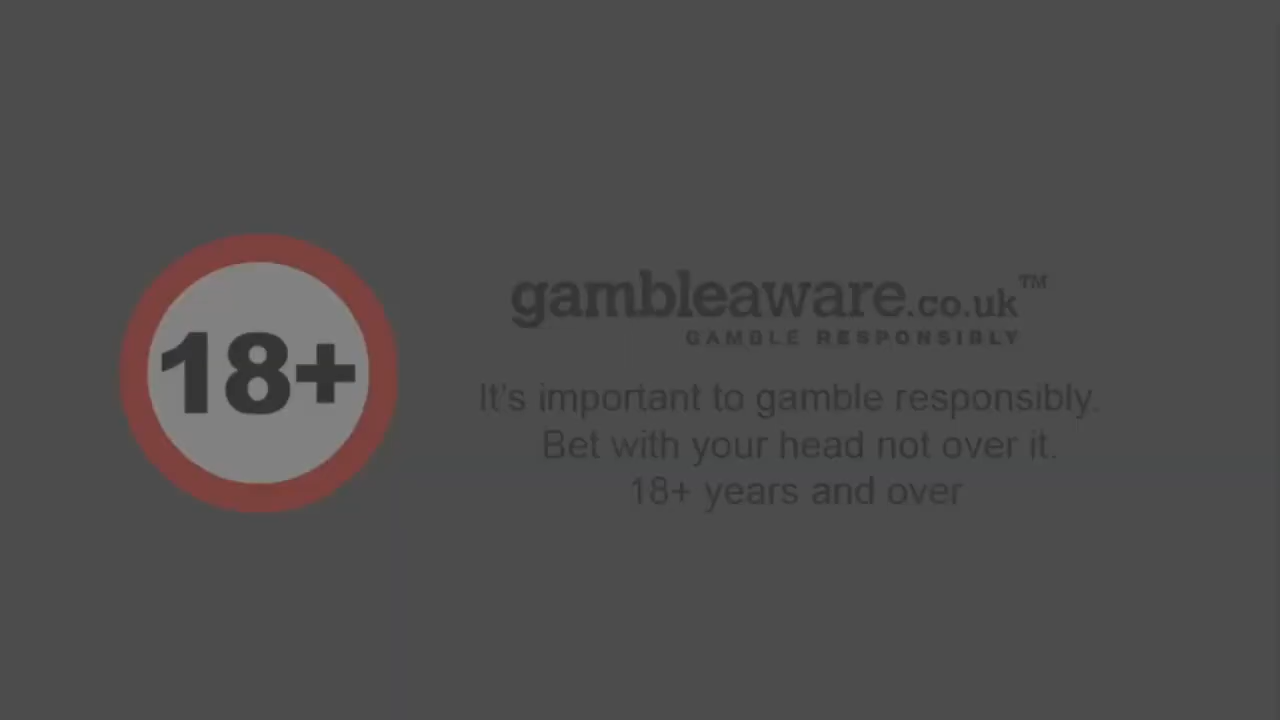 18+
gambleaware.co.uk™
GAMBLE RESPONSIBLY
It's important to gamble responsibly.
Bet with your head not over it.
18+ years and over